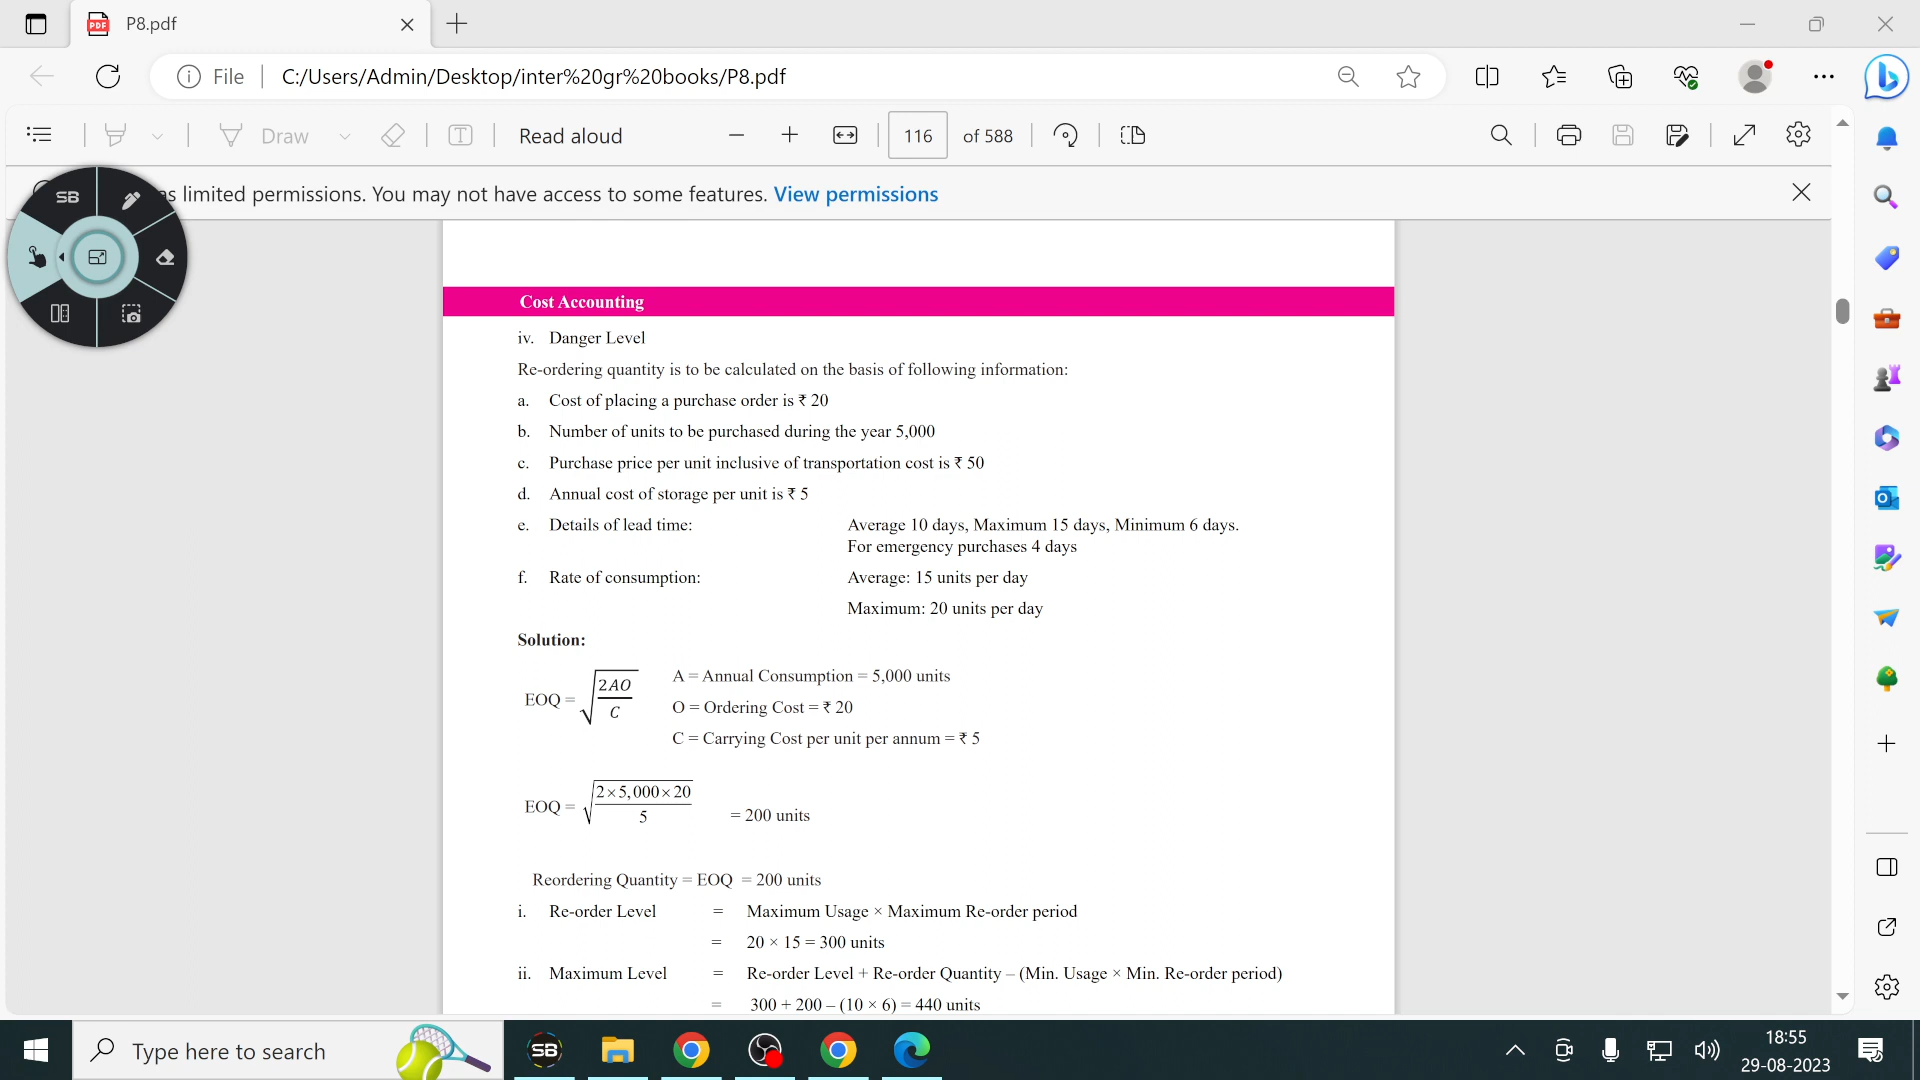 P8.pdf
File
C:/Users/Admin/Desktop/inter%20gr%20books/P8.pdf
Draw
Read aloud
116
of 588
as limited permissions. You may not have access to some features. View permissions
SB
Cost Accounting
iv. Danger Level
Re-ordering quantity is to be calculated on the basis of following information:
a. Cost of placing a purchase order is ₹ 20
b. Number of units to be purchased during the year 5,000
c. Purchase price per unit inclusive of transportation cost is ₹ 50
d. Annual cost of storage per unit is ₹ 5
e. Details of lead time: Average 10 days, Maximum 15 days, Minimum 6 days.
For emergency purchases 4 days
f. Rate of consumption: Average: 15 units per day
Maximum: 20 units per day
Solution:
EOQ = √(2AO/C)
A = Annual Consumption = 5,000 units
O = Ordering Cost = ₹ 20
C = Carrying Cost per unit per annum = ₹ 5
EOQ = √(2×5,000×20/5) = 200 units
Reordering Quantity = EOQ = 200 units
i. Re-order Level = Maximum Usage × Maximum Re-order period
= 20 × 15 = 300 units
ii. Maximum Level = Re-order Level + Re-order Quantity – (Min. Usage × Min. Re-order period)
= 300 + 200 – (10 × 6) = 440 units
Type here to search
SB
18:55
29-08-2023